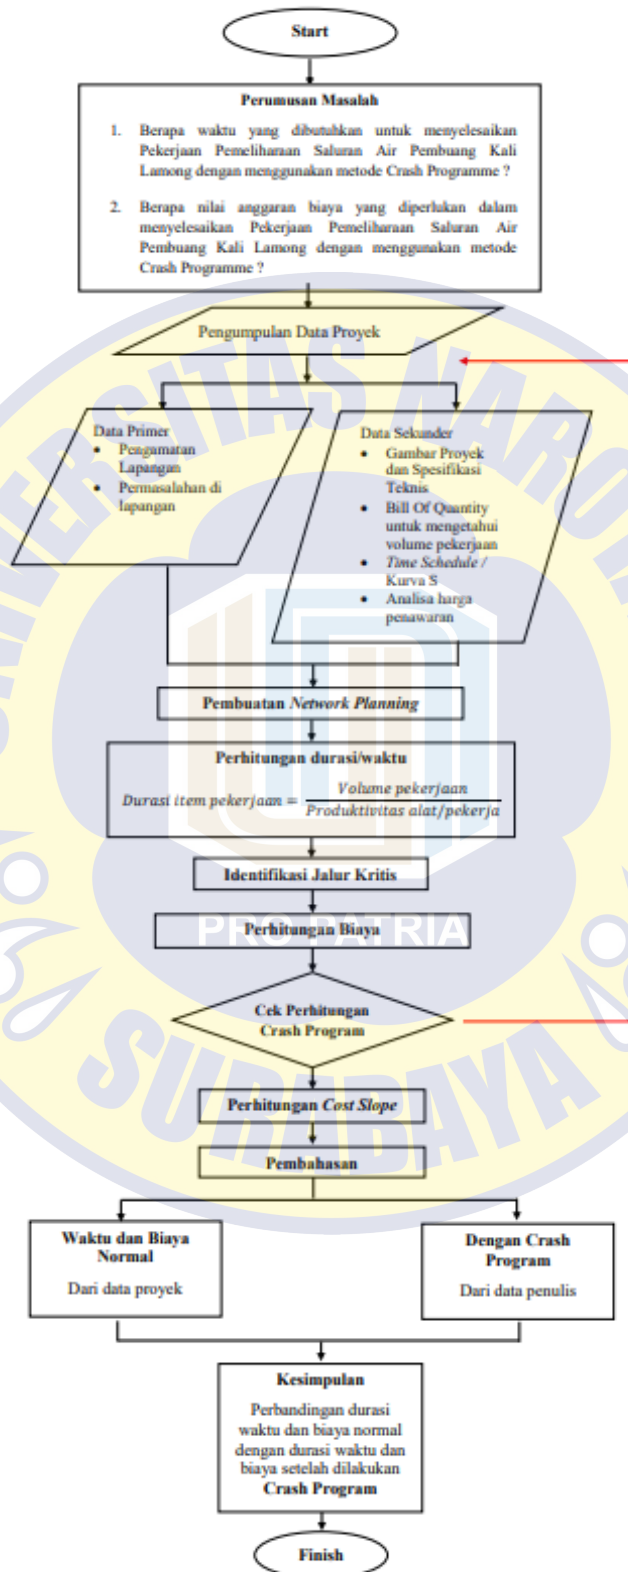 Start
Perumusan Masalah
1. Berapa waktu yang dibutuhkan untuk menyelesaikan
Pekerjaan Pemeliharaan Saluran Air Pembuang Kali
Lamong dengan menggunakan metode Crash Programme ?
2. Berapa nilai anggaran biaya yang diperlukan dalam
menyelesaikan Pekerjaan Pemeliharaan Saluran Air
Pembuang Kali Lamong dengan menggunakan metode
Crash Programme ?
Pengumpulan Data Proyek
Data Primer
• Pengamatan
Lapangan
• Permasalahan di
lapangan
Data Sekunder
• Gambar Proyek
dan Spesifikasi
Teknis
• Bill Of Quantity
untuk mengetahui
volume pekerjaan
• Time Schedule /
Kurva S
• Analisa harga
penawaran
Pembuatan Network Planning
Perhitungan durasi/waktu
Durasi item pekerjaan = Volume pekerjaan
Produktivitas alat/pekerja
Identifikasi Jalur Kritis
Perhitungan Biaya
PRO PATRIA
Cek Perhitungan
Crash Program
Perhitungan Cost Slope
Pembahasan
Waktu dan Biaya
Normal
Dari data proyek
Dengan Crash
Program
Dari data penulis
Kesimpulan
Perbandingan durasi
waktu dan biaya normal
dengan durasi waktu dan
biaya setelah dilakukan
Crash Program
Finish
SURABAYA